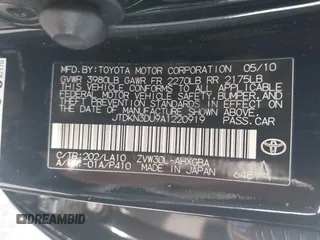 MFD.BY:TOYOTA MOTOR CORPORATION 05/10
GVWR 3980LB GAWR FR 2270LB RR 2175LB
THIS VEHICLE CONFORMS TO ALL APPLICABLE
FEDERAL MOTOR VEHICLE SAFETY,BUMPER,AND
THEFT PREVENTION STANDARDS IN EFFECT ON
THE DATE OF MANUFACTURE SHOWN ABOVE.
JTDKN3DU9A1220919
PASS.CAR
C/TR:202/LA10 ZVW30L-AHXGBA
A/TM:-01A/P410 MADE IN JAPAN 648
TOYOTA